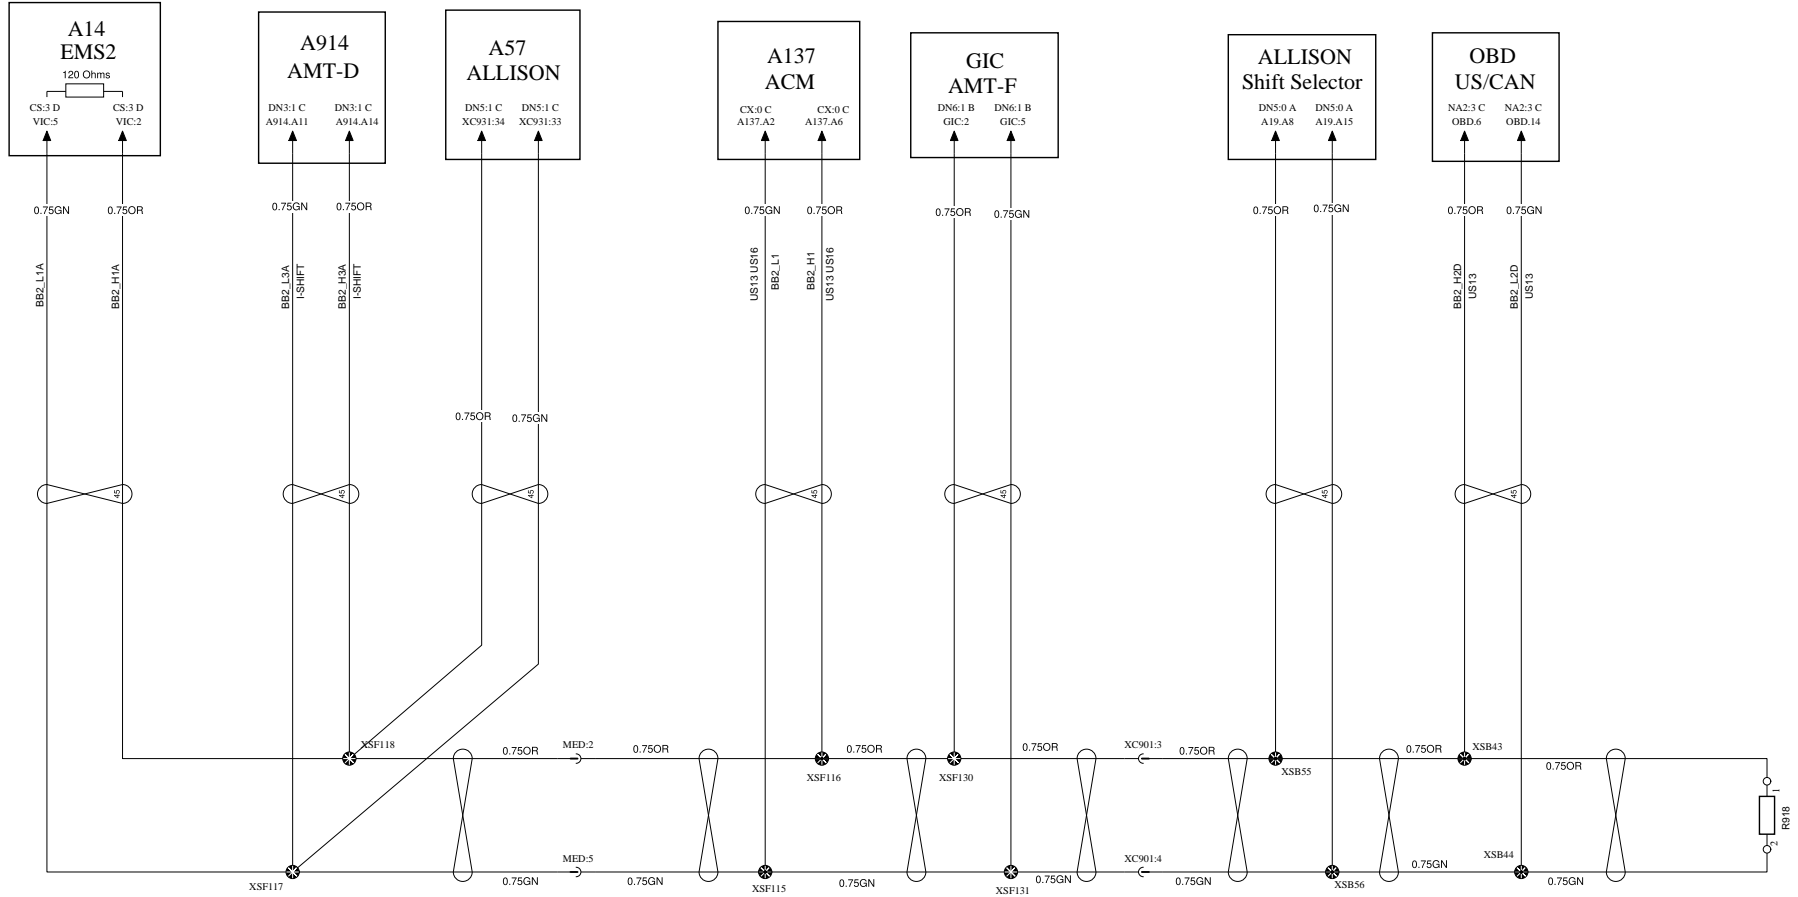 A14
EMS2
120 Ohms
CS:3 D
VIC:5
CS:3 D
VIC:2
A914
AMT-D
DN3:1 C
A914.A11
DN3:1 C
A914.A14
A57
ALLISON
DN5:1 C
XC931:34
DN5:1 C
XC931:33
A137
ACM
CX:0 C
A137.A2
CX:0 C
A137.A6
GIC
AMT-F
DN6:1 B
GIC:2
DN6:1 B
GIC:5
ALLISON
Shift Selector
DN5:0 A
A19.A8
DN5:0 A
A19.A15
OBD
US/CAN
NA2:3 C
OBD.6
NA2:3 C
OBD.14
0.75GN
0.75OR
0.75GN
0.75OR
0.75GN
0.75OR
0.75OR
0.75GN
0.75OR
0.75GN
0.75OR
0.75GN
BB2_L1A
BB2_H1A
BB2_L3A
I-SHIFT
BB2_H3A
I-SHIFT
US13 US16
BB2_L1
BB2_H1
US13 US16
BB2_H2D
US13
BB2_L2D
US13
0.75OR
0.75GN
45
45
45
45
45
45
45
XSF118
0.75OR
MED:2
0.75OR
XSF116
0.75OR
XSF130
0.75OR
XC901:3
0.75OR
XSB55
0.75OR
XSB43
0.75OR
1
R918
2
XSF117
0.75GN
MED:5
0.75GN
XSF115
0.75GN
XSF131
0.75GN
XC901:4
0.75GN
XSB56
0.75GN
XSB44
0.75GN